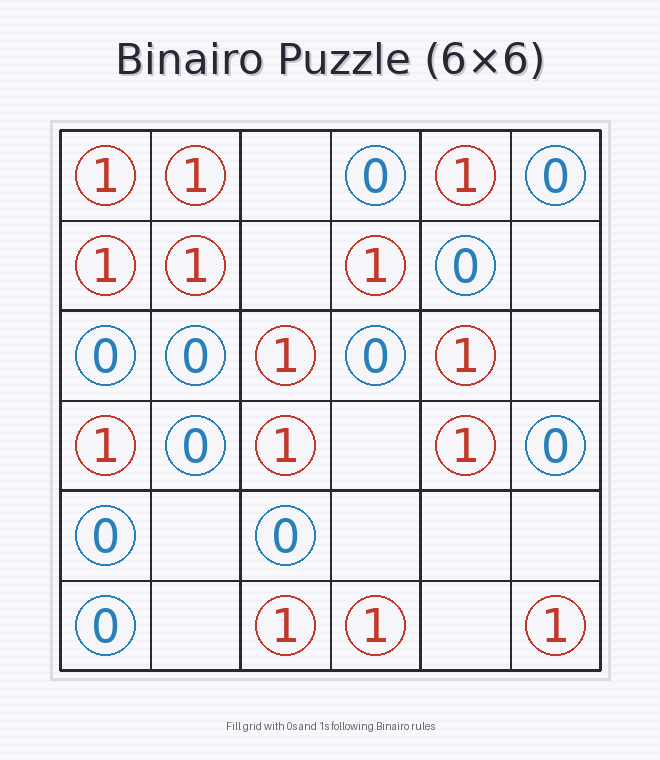 Binairo Puzzle (6×6)
1 1 0 1 0
1 1 1 0
0 0 1 0 1
1 0 1 1 0
0 0
0 1 1 1
Fill grid with 0s and 1s following Binairo rules